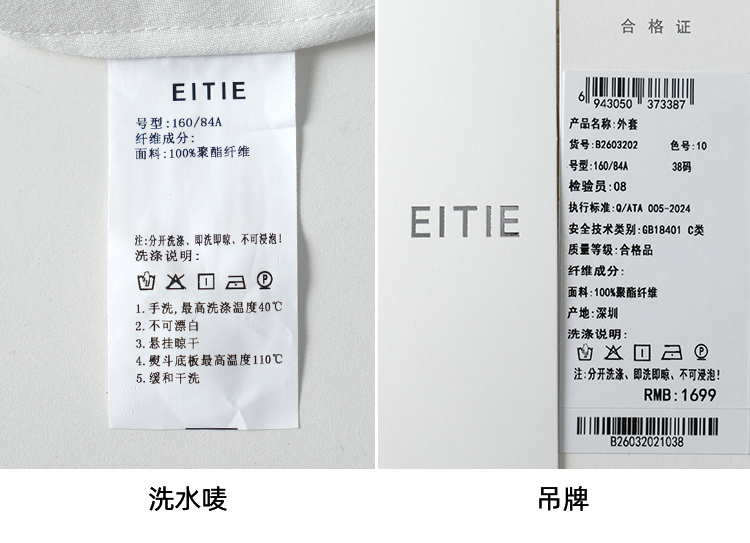 EITIE
号型:160/84A
纤维成分:
面料:100%聚酯纤维
注:分开洗涤、即洗即晾、不可浸泡!
洗涤说明:
1.手洗,最高洗涤温度40℃
2.不可漂白
3.悬挂晾干
4.熨斗底板最高温度110℃
5.缓和干洗
洗水唛
EITIE
合格证
6 943050 373387
产品名称:外套
货号:B2603202 色号:10
号型:160/84A 38码
检验员:08
执行标准:Q/ATA 005-2024
安全技术类别:GB18401 C类
质量等级:合格品
纤维成分:
面料:100%聚酯纤维
产地:深圳
洗涤说明:
注:分开洗涤、即洗即晾、不可浸泡!
RMB:1699
B26032021038
吊牌